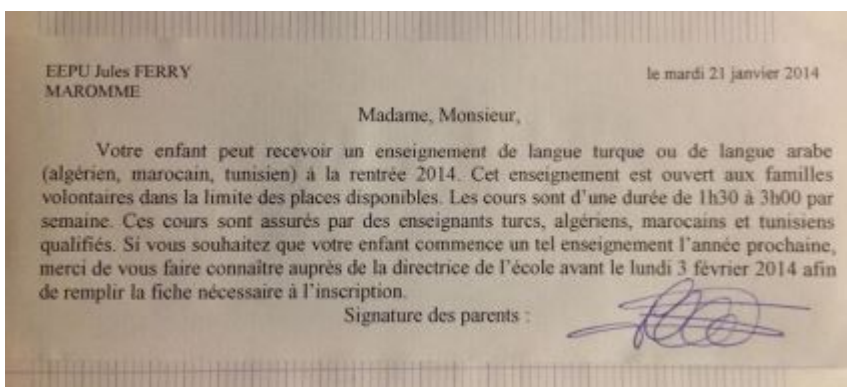 EEPU Jules FERRY
le mardi 21 janvier 2014
MAROMME
Madame, Monsieur,
Votre enfant peut recevoir un enseignement de langue turque ou de langue arabe
(algérien, marocain, tunisien) à la rentrée 2014. Cet enseignement est ouvert aux familles
volontaires dans la limite des places disponibles. Les cours sont d'une durée de 1h30 à 3h00 par
semaine. Ces cours sont assurés par des enseignants turcs, algériens, marocains et tunisiens
qualifiés. Si vous souhaitez que votre enfant commence un tel enseignement l'année prochaine,
merci de vous faire connaître auprès de la directrice de l'école avant le lundi 3 février 2014 afin
de remplir la fiche nécessaire à l'inscription.
Signature des parents :